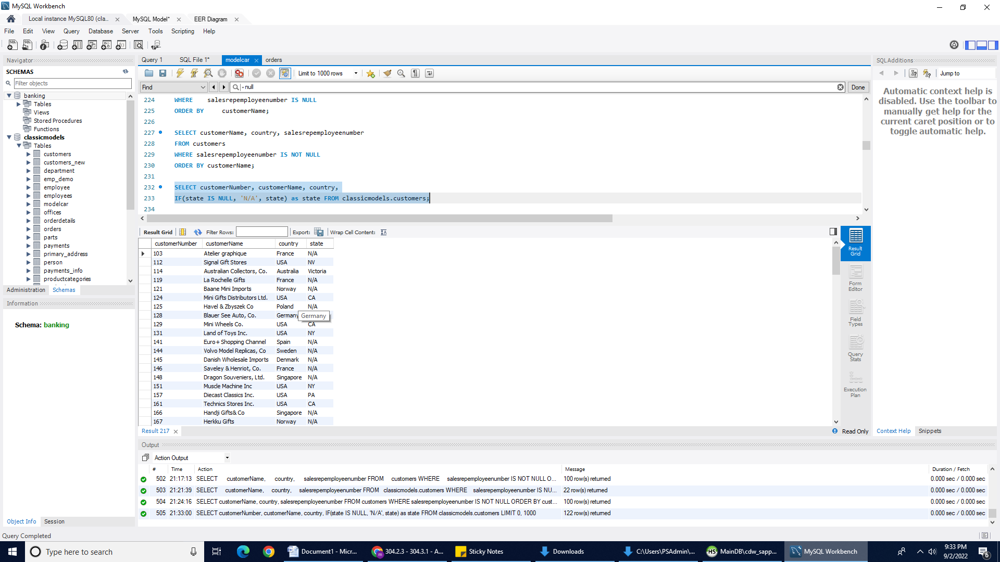 MySQL Workbench
Local instance MySQL80 (cla...
MySQL Model*
EER Diagram
File Edit View Query Database Server Tools Scripting Help
Navigator
SCHEMAS
Filter objects
banking
Tables
Views
Stored Procedures
Functions
classicmodels
Tables
customers
customers_new
department
emp_demo
employee
employees
modelcar
offices
orderdetails
orders
parts
payments
primary_address
person
payments_info
productcategories
Administration Schemas
Information
Schema: banking
Object Info Session
Query Completed
Query 1 SQL File 1* modelcar orders
Limit to 1000 rows
Find null Done
224 WHERE salesrepemployeenumber IS NULL
225 ORDER BY customerName;
226
227 SELECT customerName, country, salesrepemployeenumber
228 FROM customers
229 WHERE salesrepemployeenumber IS NOT NULL
230 ORDER BY customerName;
231
232 SELECT customerNumber, customerName, country,
233 IF(state IS NULL, 'N/A', state) as state FROM classicmodels.customers;
234
Result Grid Filter Rows: Export: Wrap Cell Content:
customerNumber customerName country state
103 Atelier graphique France N/A
112 Signal Gift Stores USA NV
114 Australian Collectors, Co. Australia Victoria
119 La Rochelle Gifts France N/A
121 Baane Mini Imports Norway N/A
124 Mini Gifts Distributors Ltd. USA CA
125 Havel & Zbyszek Co Poland N/A
128 Blauer See Auto, Co. Germany Germany
129 Mini Wheels Co. USA CA
131 Land of Toys Inc. USA NY
141 Euro+ Shopping Channel Spain N/A
144 Volvo Model Replicas, Co Sweden N/A
145 Danish Wholesale Imports Denmark N/A
146 Saveley & Henriot, Co. France N/A
148 Dragon Souveniers, Ltd. Singapore N/A
151 Muscle Machine Inc USA NY
157 Diecast Classics Inc. USA PA
161 Technics Stores Inc. USA CA
166 Handji Gifts& Co Singapore N/A
167 Herkku Gifts Norway N/A
Result Grid
Form Editor
Field Types
Query Stats
Execution Plan
Result 217
Read Only
SQLAdditions
Jump to
Automatic context help is
disabled. Use the toolbar to
manually get help for the
current caret position or to
toggle automatic help.
Context Help Snippets
Output
Action Output
# Time Action Message Duration / Fetch
502 21:17:13 SELECT customerName, country, salesrepemployeenumber FROM customers WHERE salesrepemployeenumber IS NOT NULL O... 100 row(s) returned 0.000 sec / 0.000 sec
503 21:21:39 SELECT customerName, country, salesrepemployeenumber FROM classicmodels.customers WHERE salesrepemployeenumber IS NU... 22 row(s) returned 0.000 sec / 0.000 sec
504 21:24:16 SELECT customerName, country, salesrepemployeenumber FROM customers WHERE salesrepemployeenumber IS NOT NULL ORDER BY cust... 100 row(s) returned 0.000 sec / 0.000 sec
505 21:33:00 SELECT customerNumber, customerName, country, IF(state IS NULL, 'N/A', state) as state FROM classicmodels.customers LIMIT 0, 1000 122 row(s) returned 0.000 sec / 0.000 sec
Type here to search
Document1 - Micr...
304.2.3 - 304.3.1 - A...
Sticky Notes
Downloads
C:\Users\PSAdmin\...
HS MainDB\cdw_sapp...
MySQL Workbench
9:33 PM
9/2/2022
6